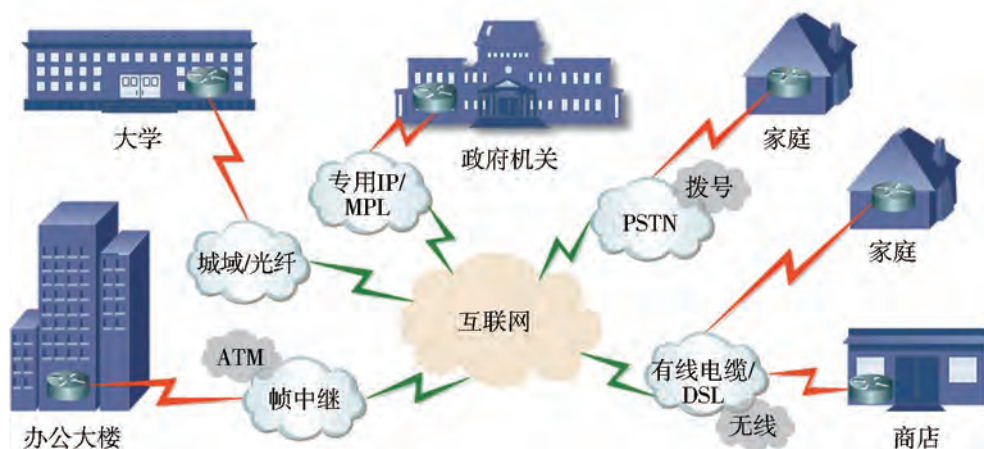 大学
政府机关
家庭
专用IP/
MPL
拨号
PSTN
家庭
城域/光纤
互联网
ATM
帧中继
有线电缆/
DSL
无线
办公大楼
商店